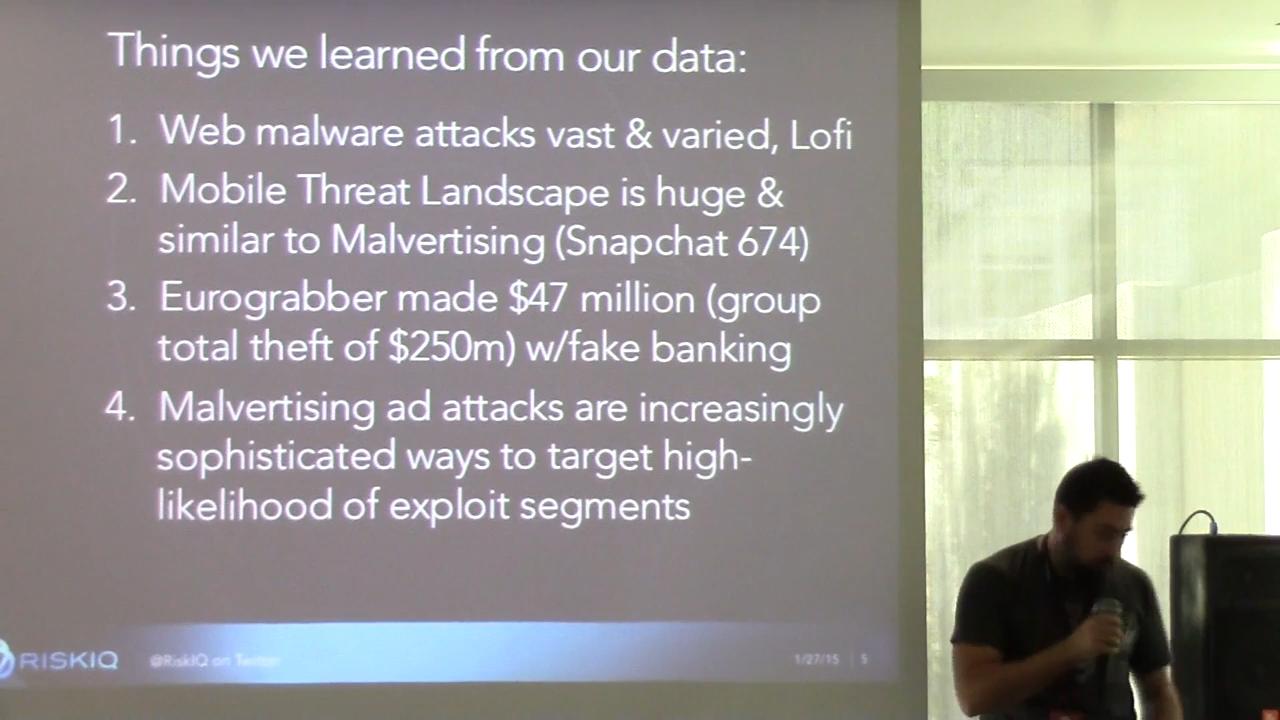 Things we learned from our data:
1. Web malware attacks vast & varied, Lofi
2. Mobile Threat Landscape is huge &
similar to Malvertising (Snapchat 674)
3. Eurograbber made $47 million (group
total theft of $250m) w/fake banking
4. Malvertising ad attacks are increasingly
sophisticated ways to target high-
likelihood of exploit segments
RISKIQ @RiskIQ on Twitter 1/27/15 5